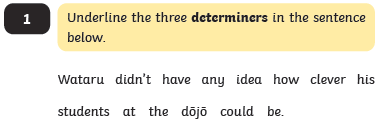 1
Underline the three determiners in the sentence
below.
Wataru didn't have any idea how clever his
students at the dōjō could be.